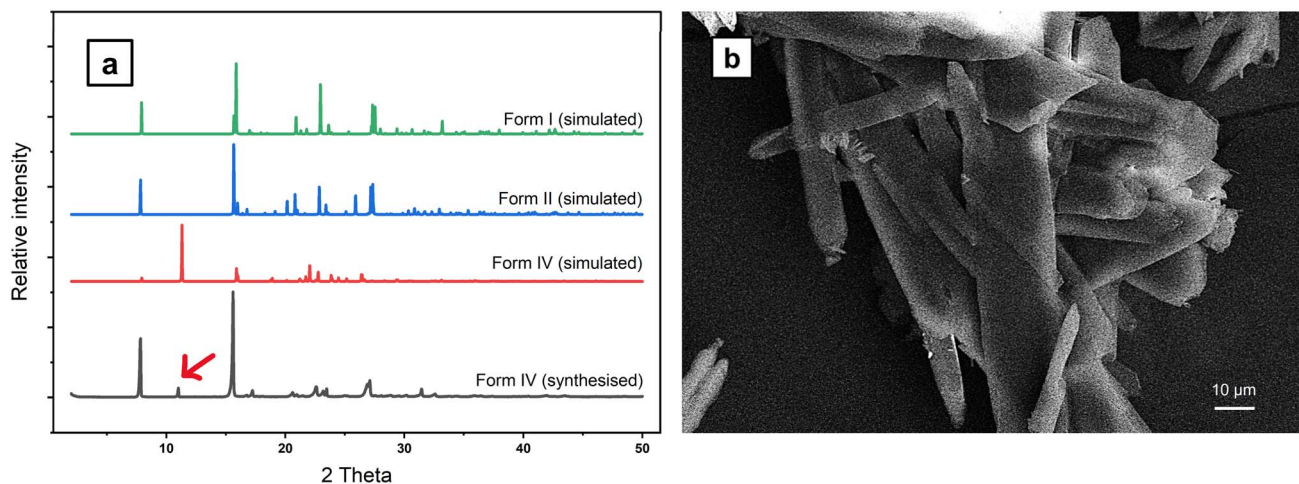 a
Relative intensity
Form I (simulated)
Form II (simulated)
Form IV (simulated)
Form IV (synthesised)
10 20 30 40 50
2 Theta
b
10 µm